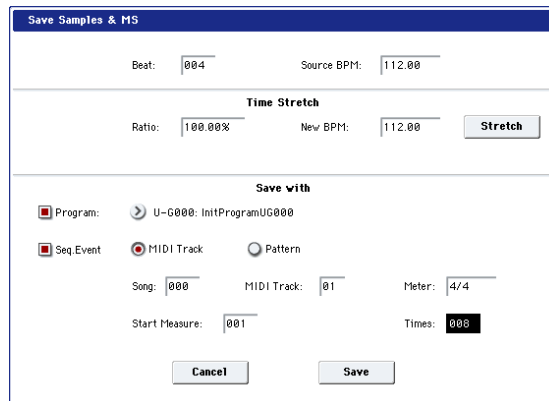 Save Samples & MS
Beat: 004 Source BPM: 112.00
Time Stretch
Ratio: 100.00% New BPM: 112.00 Stretch
Save with
Program: U-G000: InitProgramUG000
Seq.Event MIDI Track Pattern
Song: 000 MIDI Track: 01 Meter: 4/4
Start Measure: 001 Times: 008
Cancel Save